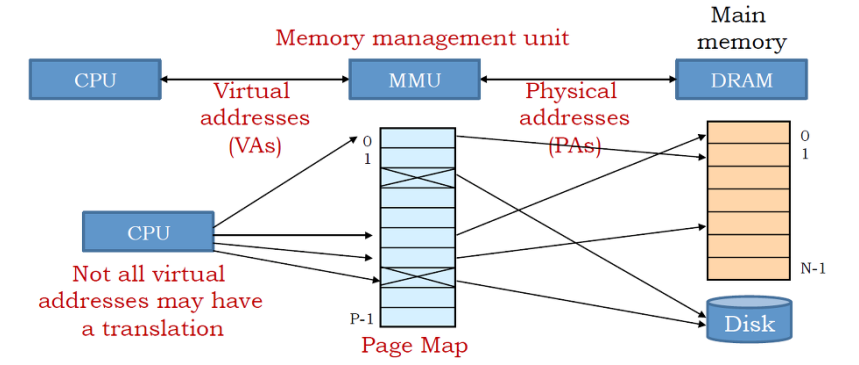 Main
memory
Memory management unit
CPU
MMU
DRAM
Virtual
addresses
(VAs)
Physical
addresses
(PAs)
0
1
P-1
0
1
N-1
CPU
Not all virtual
addresses may have
a translation
Page Map
Disk